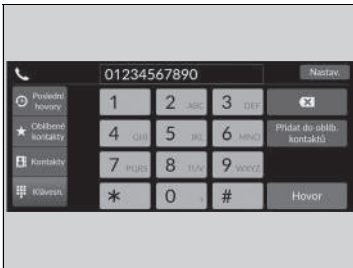 01234567890
Nastav.
Poslední
hovory
1
2 ABC
3 DEF
Oblíbené
kontakty
4 GHI
5 JKL
6 MNO
Přidat do oblíb.
kontaktů
Kontakty
7 PQRS
8 TUV
9 WXYZ
Klávesn.
*
0 +
#
Hovor